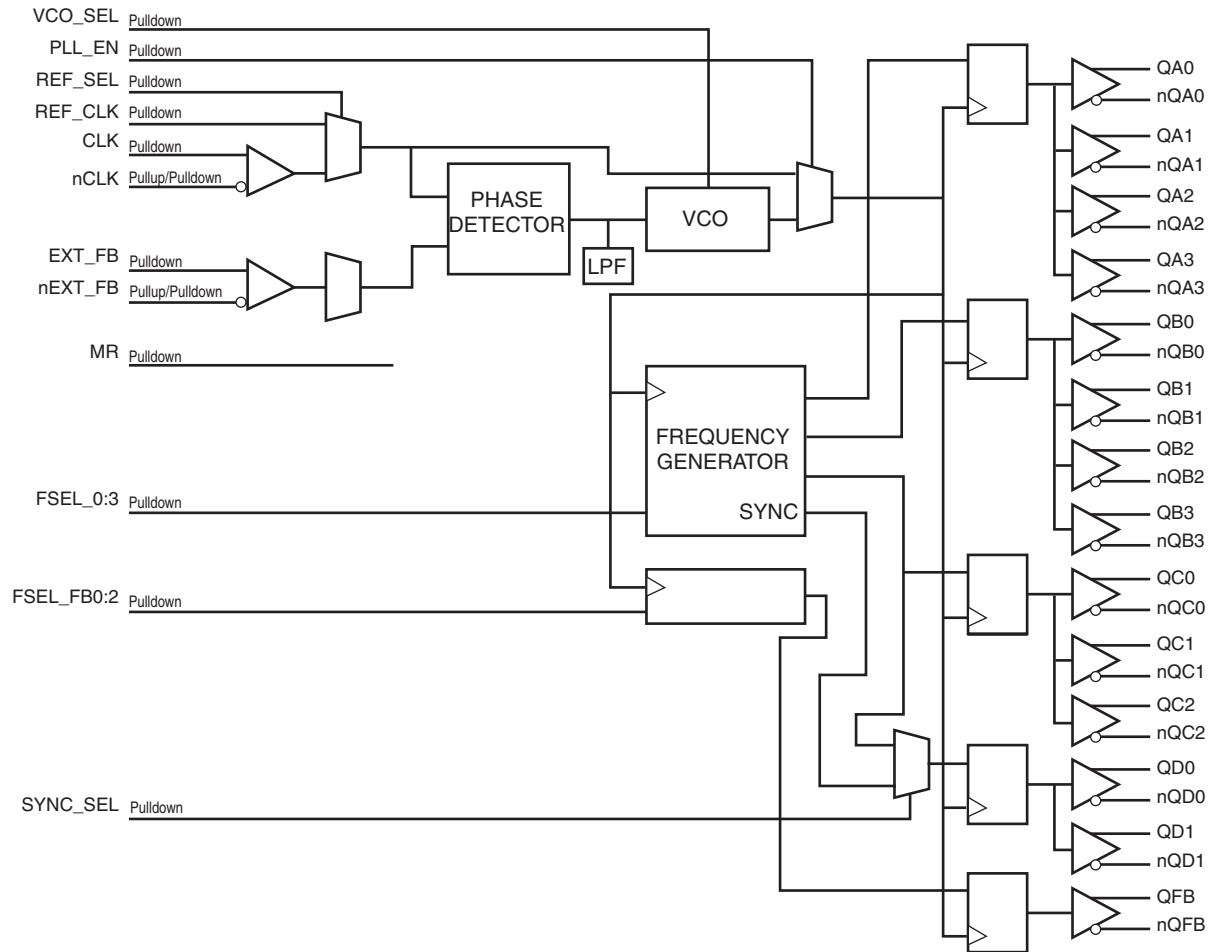 VCO_SEL Pulldown
PLL_EN Pulldown
REF_SEL Pulldown
REF_CLK Pulldown
CLK Pulldown
nCLK Pullup/Pulldown
EXT_FB Pulldown
nEXT_FB Pullup/Pulldown
MR Pulldown
FSEL_0:3 Pulldown
FSEL_FB0:2 Pulldown
SYNC_SEL Pulldown
PHASE
DETECTOR
LPF
VCO
FREQUENCY
GENERATOR
SYNC
QA0
nQA0
QA1
nQA1
QA2
nQA2
QA3
nQA3
QB0
nQB0
QB1
nQB1
QB2
nQB2
QB3
nQB3
QC0
nQC0
QC1
nQC1
QC2
nQC2
QD0
nQD0
QD1
nQD1
QFB
nQFB